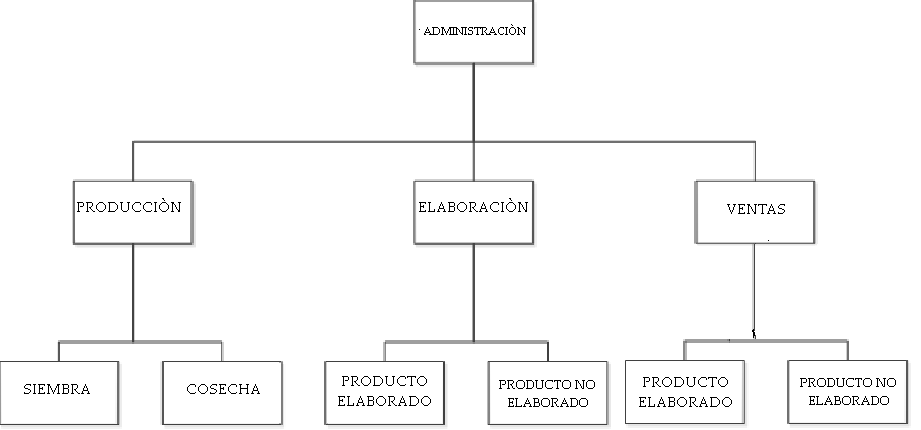 ADMINISTRACIÒN
PRODUCCIÒN
ELABORACIÒN
VENTAS
SIEMBRA
COSECHA
PRODUCTO
ELABORADO
PRODUCTO NO
ELABORADO
PRODUCTO
ELABORADO
PRODUCTO NO
ELABORADO